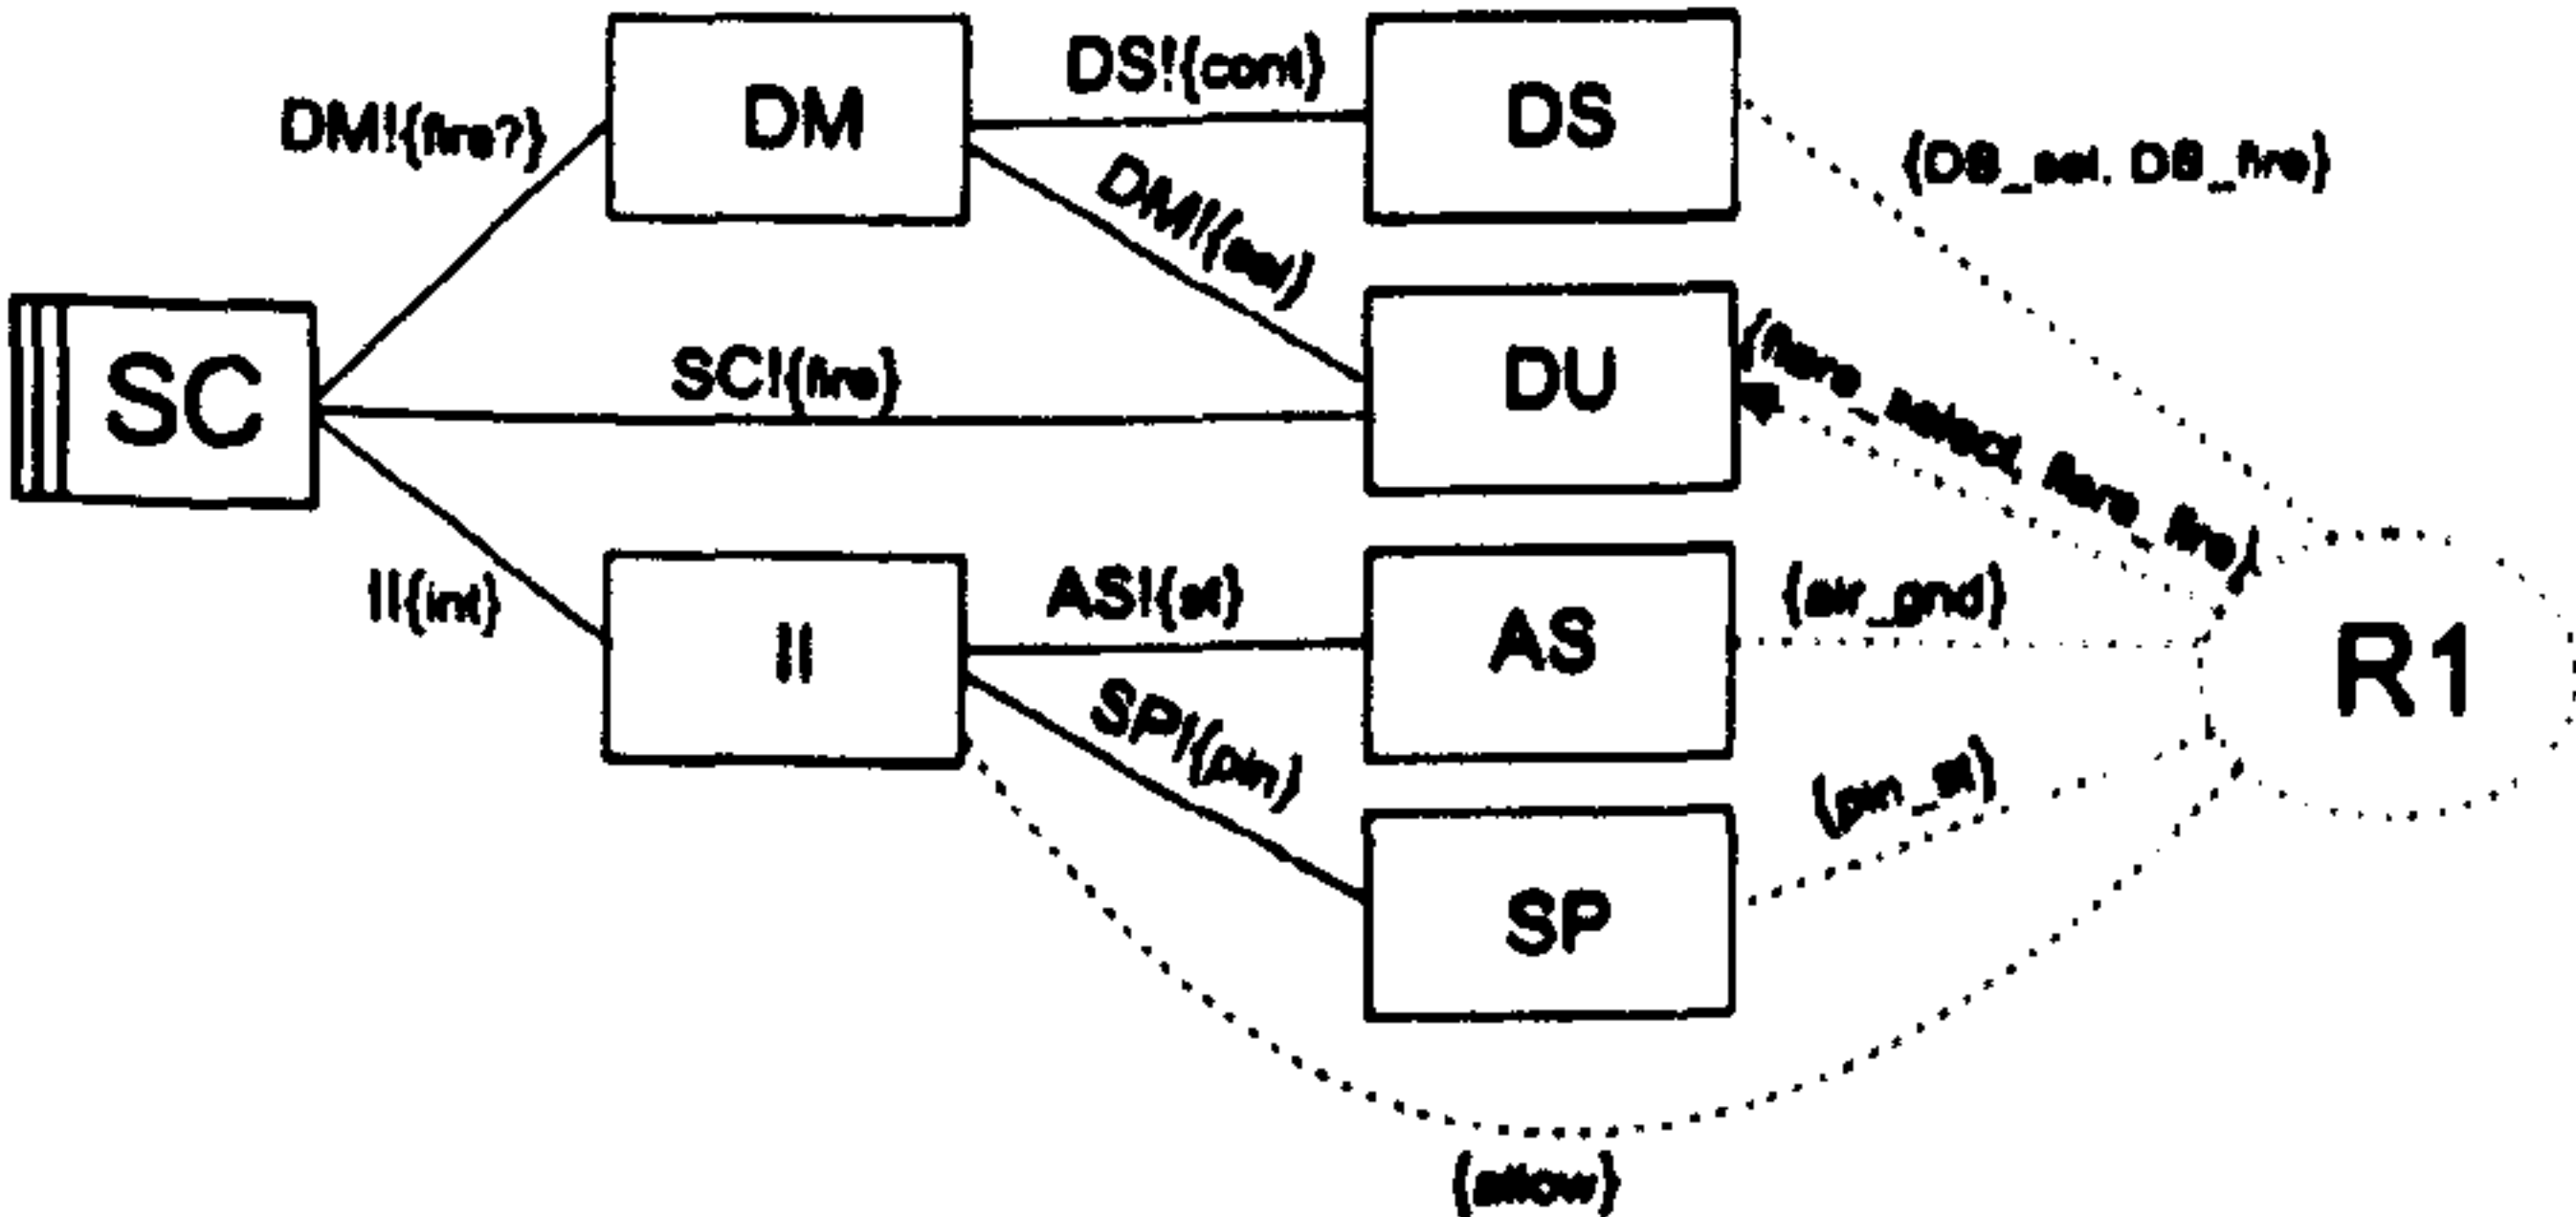 DM!{fire?}
DM
DS!{cont}
DS
{DS_sel, DS_fire}
DM!{sel}
SC
SC!{fire}
DU
{flare_select, flare_fire}
II{int}
II
AS!{st}
AS
{air_gnd}
R1
SP!{pin}
SP
{pin_st}
{allow}